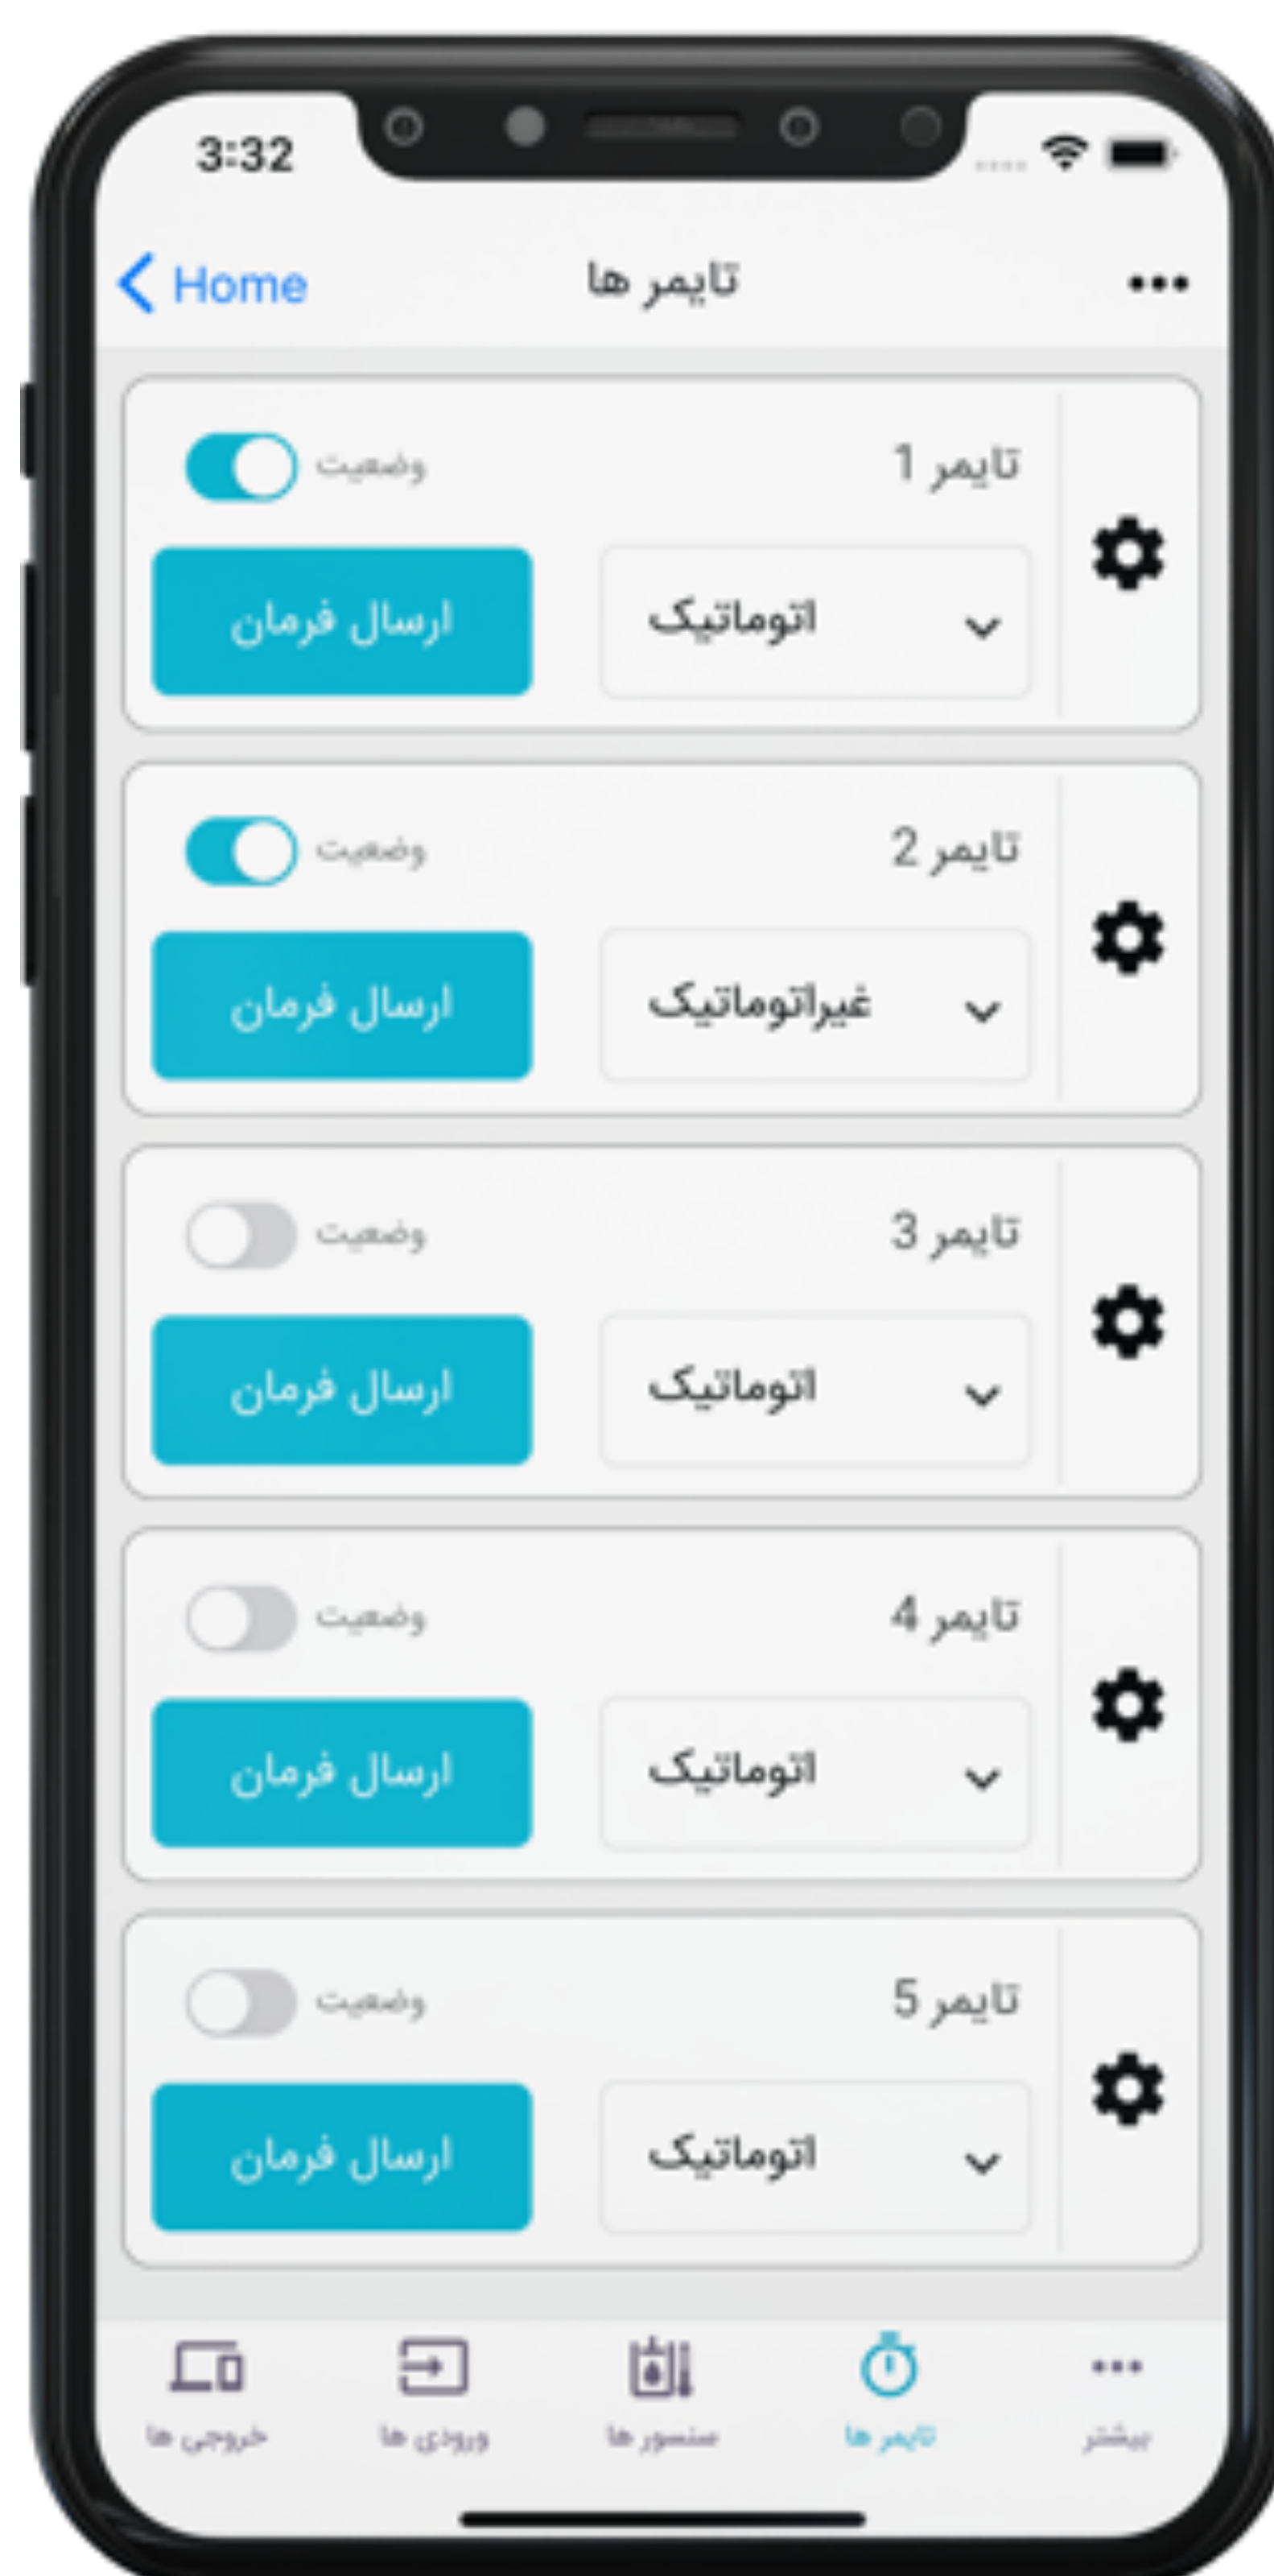 3:32
Home
تایمر ها
تایمر 1
وضعیت
اتوماتیک
ارسال فرمان
تایمر 2
وضعیت
غیراتوماتیک
ارسال فرمان
تایمر 3
وضعیت
اتوماتیک
ارسال فرمان
تایمر 4
وضعیت
اتوماتیک
ارسال فرمان
تایمر 5
وضعیت
اتوماتیک
ارسال فرمان
بیشتر
تایمر ها
سنسور ها
ورودی ها
خروجی ها